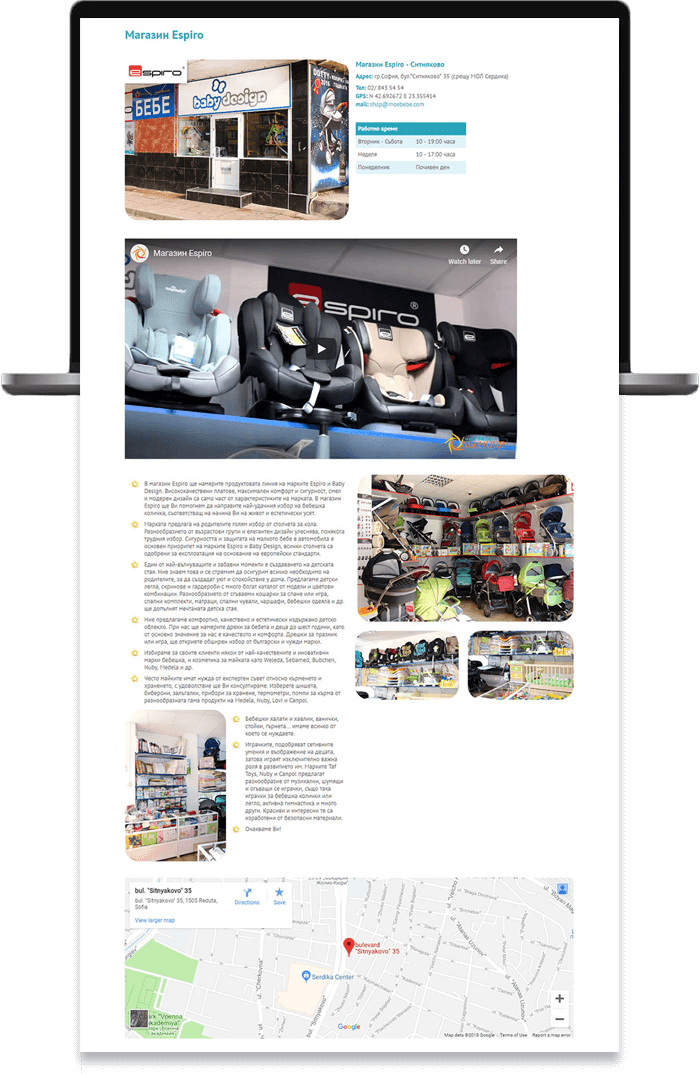 Магазин Espiro
espiro®
БЕБЕ
baby design
Магазин Espiro - Ситняково
Адрес: гр.София, бул."Ситняково" 35 (срещу МОЛ Сердика)
Тел: 02/ 843 54 54
GPS: N 42.692672 E 23.355414
mail: shop@moebebe.com
Работно време
Вторник - Събота 10 - 19:00 часа
Неделя 10 - 17:00 часа
Понеделник Почивен ден
Магазин Espiro
Watch later
Share
espiro®
В магазин Espiro ще намерите продуктовата линия на марките Espiro и Baby
Design. Висококачествени платове, максимален комфорт и сигурност, смел
и модерен дизайн са само част от характеристиките на марката. В магазин
Espiro ще Ви помогнем да направите най-удачния избор на бебешка
количка, съответстващ на начина Ви на живот и естетически усет.
Марката предлага на родителите голям избор от столчета за кола.
Разнообразието от възрастови групи и елегантен дизайн улеснява, понякога
трудния избор. Сигурността и защитата на малкото бебе в автомобила е
основен приоритет на марките Espiro и Baby Design, всички столчета са
одобрени за експлоатация на основание на европейски стандарти.
Един от най-вълнуващите и забавни моменти е създаването на детската
стая. Ние знаем това и се стремим да осигурим всичко необходимо на
родителите, за да създадат уют и спокойствие у дома. Предлагаме детски
легла, скринове и гардероби с много богат каталог от модели и цветови
комбинации. Разнообразието от сгъваеми кошарки за спане или игра,
спални комплекти, матраци, спални чували, чаршафи, бебешки одеяла и др.
ще допълнят мечтаната детска стая.
Ние предлагаме комфортно, качествено и естетически издържано детско
облекло. При нас ще намерите дрехи за бебета и деца до шест години, като
от основно значение за нас е качеството и комфорта. Дрешки за празник
или игра, ще откриете обширен избор от български и чужди марки.
Избираме за своите клиенти някои от най-качествените и иновативни
марки бебешка, и козметика за майката като Weleda, Sebamed, Bubchen,
Nuby, Medela и др.
Често майките имат нужда от експертен съвет относно кърменето и
храненето, с удоволствие ще Ви консултираме. Изберете шишета,
биберони, залъгалки, прибори за хранене, термометри, помпи за кърма от
разнообразната гама продукти на Medela, Nuby, Lovi и Canpol.
Бебешки халати и хавлии, ванички,
стойки, гърнета... имаме всичко от
което се нуждаете.
Играчките, подобряват сетивните
умения и въображение на децата,
затова играят изключително важна
роля в развитието им. Марките Taf
Toys, Nuby и Canpol предлагат
разнообразие от музикални, шумящи
и огъващи се играчки, също така
играчки за бебешка колички или
легло, активна гимнастика и много
други. Красиви и интересни те са
изработени от безопасни материали.
Очакваме Ви!
bul. "Sitnyakovo" 35
bul. "Sitnyakovo" 35, 1505 Reduta,
Sofia
Directions
Save
View larger map
bulevard
"Sitnyakovo" 35
Serdika Center
ul. "Cherkovna"
Park "Voenna
akademiya"
Google
Map data ©2019 Google
Terms of Use
Report a map error